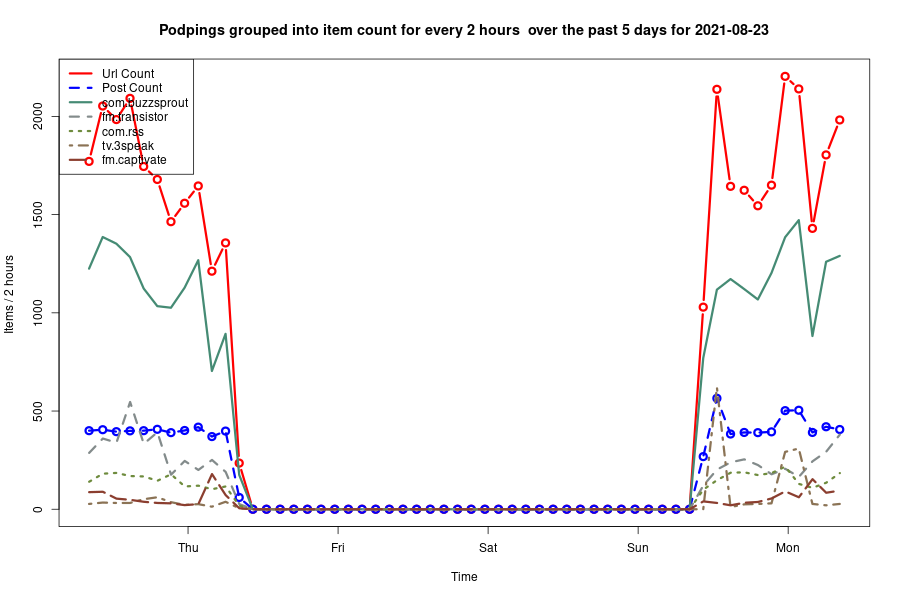 Podpings grouped into item count for every 2 hours  over the past 5 days for 2021-08-23
Url Count
Post Count
com.buzzsprout
fm.transistor
com.rss
tv.3speak
fm.captivate
Items / 2 hours
2000
1500
1000
500
0
Thu Fri Sat Sun Mon
Time